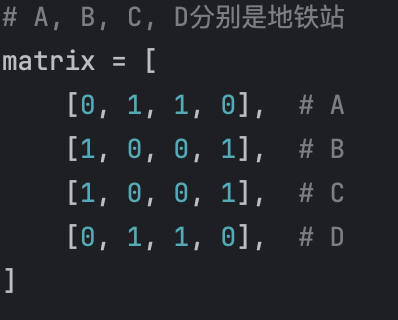 # A, B, C, D分别是地铁站
matrix = [
    [0, 1, 1, 0],  # A
    [1, 0, 0, 1],  # B
    [1, 0, 0, 1],  # C
    [0, 1, 1, 0],  # D
]